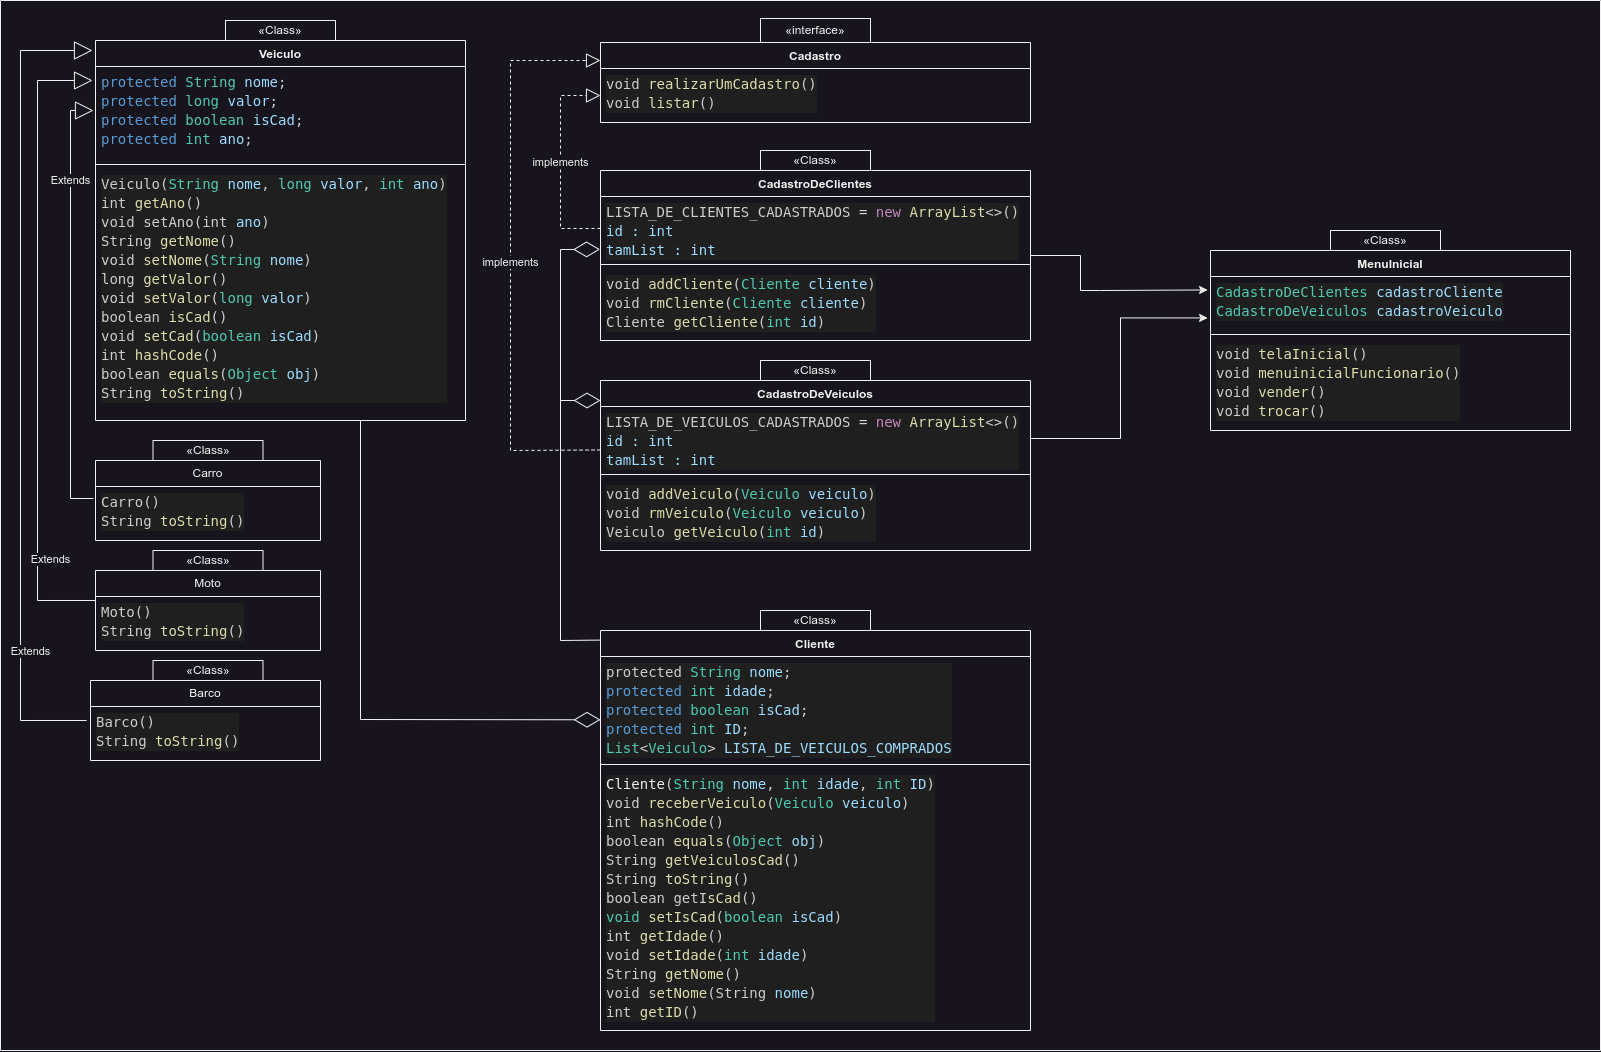 «Class»
Veiculo
protected String nome;
protected long valor;
protected boolean isCad;
protected int ano;
Veiculo(String nome, long valor, int ano)
int getAno()
void setAno(int ano)
String getNome()
void setNome(String nome)
long getValor()
void setValor(long valor)
boolean isCad()
void setCad(boolean isCad)
int hashCode()
boolean equals(Object obj)
String toString()
Extends
«Class»
Carro
Carro()
String toString()
Extends
«Class»
Moto
Moto()
String toString()
Extends
«Class»
Barco
Barco()
String toString()
«interface»
Cadastro
void realizarUmCadastro()
void listar()
implements
«Class»
CadastroDeClientes
LISTA_DE_CLIENTES_CADASTRADOS = new ArrayList<>()
id : int
tamList : int
void addCliente(Cliente cliente)
void rmCliente(Cliente cliente)
Cliente getCliente(int id)
implements
«Class»
CadastroDeVeiculos
LISTA_DE_VEICULOS_CADASTRADOS = new ArrayList<>()
id : int
tamList : int
void addVeiculo(Veiculo veiculo)
void rmVeiculo(Veiculo veiculo)
Veiculo getVeiculo(int id)
«Class»
Cliente
protected String nome;
protected int idade;
protected boolean isCad;
protected int ID;
List<Veiculo> LISTA_DE_VEICULOS_COMPRADOS
Cliente(String nome, int idade, int ID)
void receberVeiculo(Veiculo veiculo)
int hashCode()
boolean equals(Object obj)
String getVeiculosCad()
String toString()
boolean getIsCad()
void setIsCad(boolean isCad)
int getIdade()
void setIdade(int idade)
String getNome()
void setNome(String nome)
int getID()
«Class»
MenuInicial
CadastroDeClientes cadastroCliente
CadastroDeVeiculos cadastroVeiculo
void telaInicial()
void menuinicialFuncionario()
void vender()
void trocar()